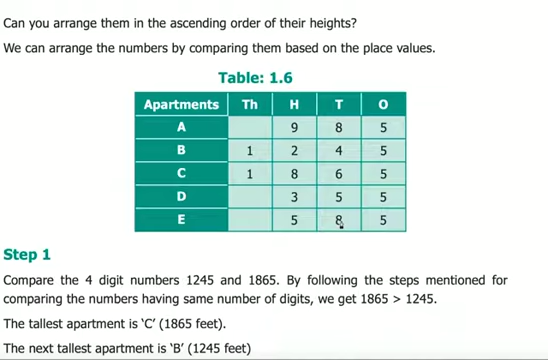 Can you arrange them in the ascending order of their heights?
We can arrange the numbers by comparing them based on the place values.
Table: 1.6
Apartments Th H T O
A 9 8 5
B 1 2 4 5
C 1 8 6 5
D 3 5 5
E 5 8 5
Step 1
Compare the 4 digit numbers 1245 and 1865. By following the steps mentioned for
comparing the numbers having same number of digits, we get 1865 > 1245.
The tallest apartment is ‘C’ (1865 feet).
The next tallest apartment is ‘B’ (1245 feet)